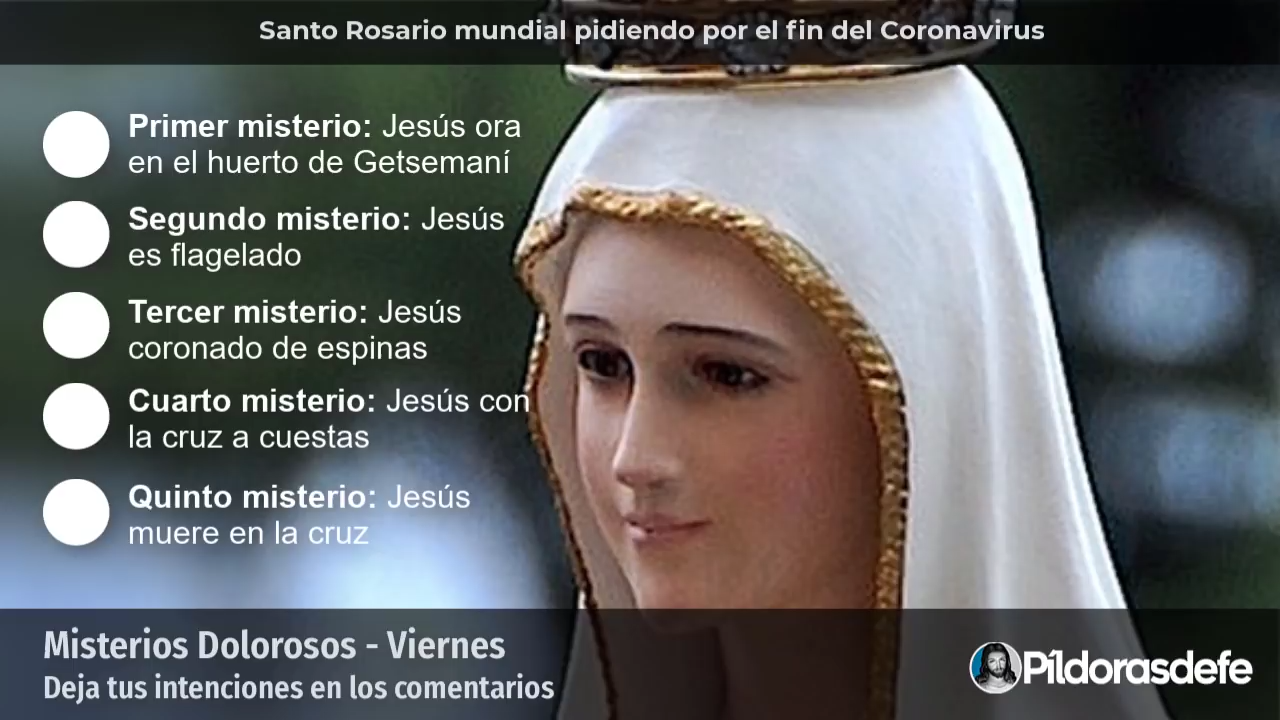 Santo Rosario mundial pidiendo por el fin del Coronavirus
Primer misterio: Jesús ora
en el huerto de Getsemaní
Segundo misterio: Jesús
es flagelado
Tercer misterio: Jesús
coronado de espinas
Cuarto misterio: Jesús con
la cruz a cuestas
Quinto misterio: Jesús
muere en la cruz
Misterios Dolorosos - Viernes
Deja tus intenciones en los comentarios
Píldorasdefe